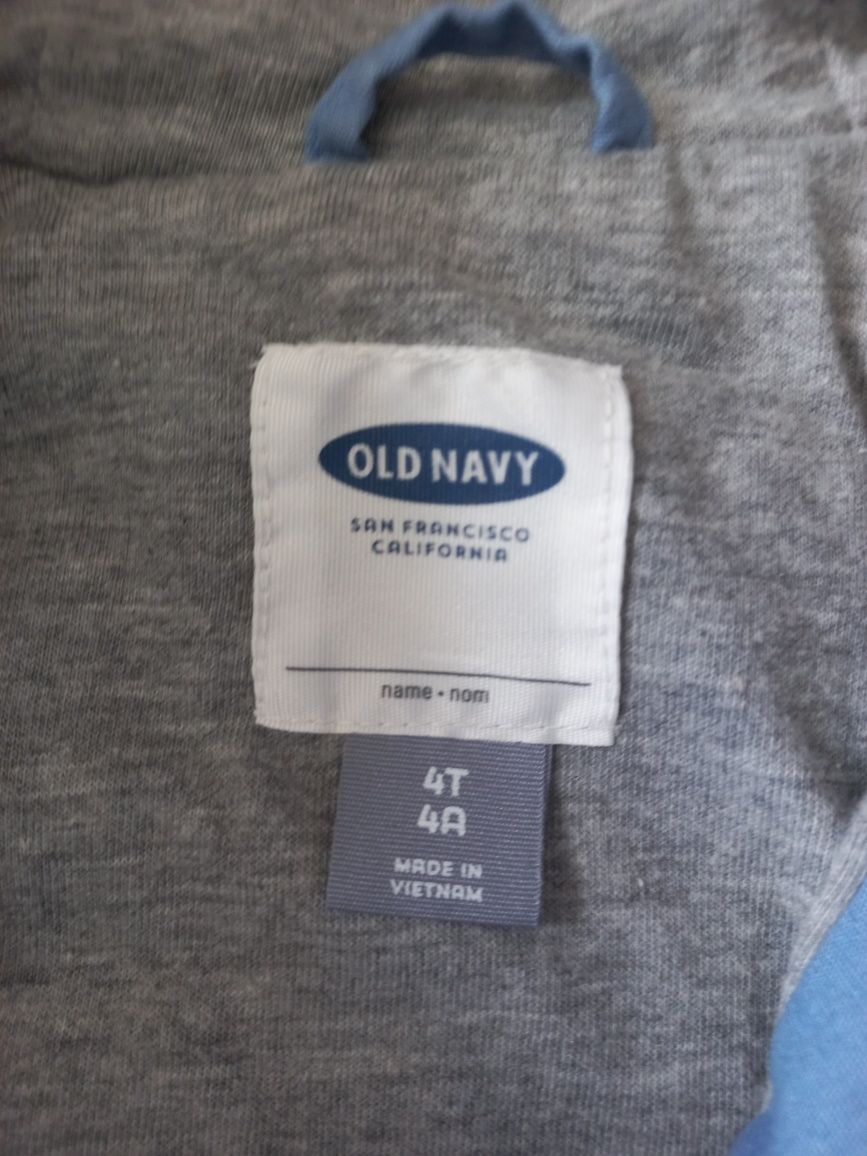 OLD NAVY
SAN FRANCISCO
CALIFORNIA
name • nom
4T
4A
MADE IN
VIETNAM